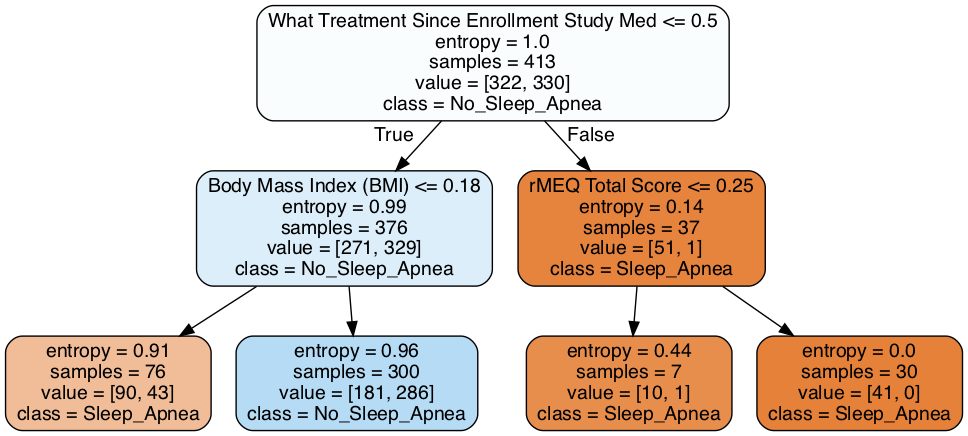 What Treatment Since Enrollment Study Med <= 0.5
entropy = 1.0
samples = 413
value = [322, 330]
class = No_Sleep_Apnea
True
False
Body Mass Index (BMI) <= 0.18
entropy = 0.99
samples = 376
value = [271, 329]
class = No_Sleep_Apnea
rMEQ Total Score <= 0.25
entropy = 0.14
samples = 37
value = [51, 1]
class = Sleep_Apnea
entropy = 0.91
samples = 76
value = [90, 43]
class = Sleep_Apnea
entropy = 0.96
samples = 300
value = [181, 286]
class = No_Sleep_Apnea
entropy = 0.44
samples = 7
value = [10, 1]
class = Sleep_Apnea
entropy = 0.0
samples = 30
value = [41, 0]
class = Sleep_Apnea